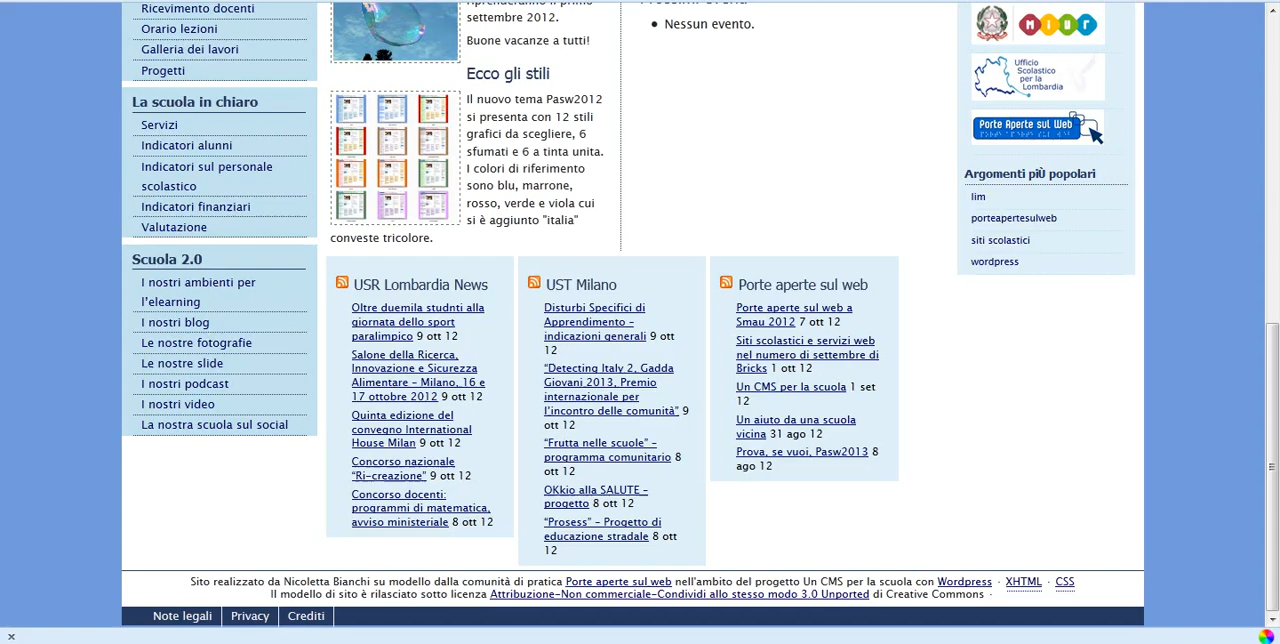 Ricevimento docenti
Orario lezioni
Galleria dei lavori
Progetti
La scuola in chiaro
Servizi
Indicatori alunni
Indicatori sul personale
scolastico
Indicatori finanziari
Valutazione
Scuola 2.0
I nostri ambienti per
l'elearning
I nostri blog
Le nostre fotografie
Le nostre slide
I nostri podcast
I nostri video
La nostra scuola sul social
settembre 2012.
Buone vacanze a tutti!
Ecco gli stili
Il nuovo tema Pasw2012
si presenta con 12 stili
grafici da scegliere, 6
sfumati e 6 a tinta unita.
I colori di riferimento
sono blu, marrone,
rosso, verde e viola cui
si è aggiunto "italia"
conveste tricolore.
Nessun evento.
USR Lombardia News
Oltre duemila studnti alla
giornata dello sport
paralimpico 9 ott 12
Salone della Ricerca,
Innovazione e Sicurezza
Alimentare – Milano, 16 e
17 ottobre 2012 9 ott 12
Quinta edizione del
convegno International
House Milan 9 ott 12
Concorso nazionale
“Ri-creazione” 9 ott 12
Concorso docenti:
programmi di matematica,
avviso ministeriale 8 ott 12
UST Milano
Disturbi Specifici di
Apprendimento –
indicazioni generali 9 ott
12
“Detecting Italy 2, Gadda
Giovani 2013, Premio
internazionale per
l’incontro delle comunità” 9
ott 12
“Frutta nelle scuole” –
programma comunitario 8
ott 12
OKkio alla SALUTE –
progetto 8 ott 12
“Prosess” – Progetto di
educazione stradale 8 ott
12
Porte aperte sul web
Porte aperte sul web a
Smau 2012 7 ott 12
Siti scolastici e servizi web
nel numero di settembre di
Bricks 1 ott 12
Un CMS per la scuola 1 set
12
Un aiuto da una scuola
vicina 31 ago 12
Prova, se vuoi, Pasw2013 8
ago 12
MIUR
Ufficio
Scolastico
per la
Lombardia
Porte Aperte sul Web
Argomenti piÙ popolari
lim
porteapertesulweb
siti scolastici
wordpress
Sito realizzato da Nicoletta Bianchi su modello dalla comunità di pratica Porte aperte sul web nell'ambito del progetto Un CMS per la scuola con Wordpress · XHTML · CSS
Il modello di sito è rilasciato sotto licenza Attribuzione-Non commerciale-Condividi allo stesso modo 3.0 Unported di Creative Commons ·
Note legali Privacy Crediti